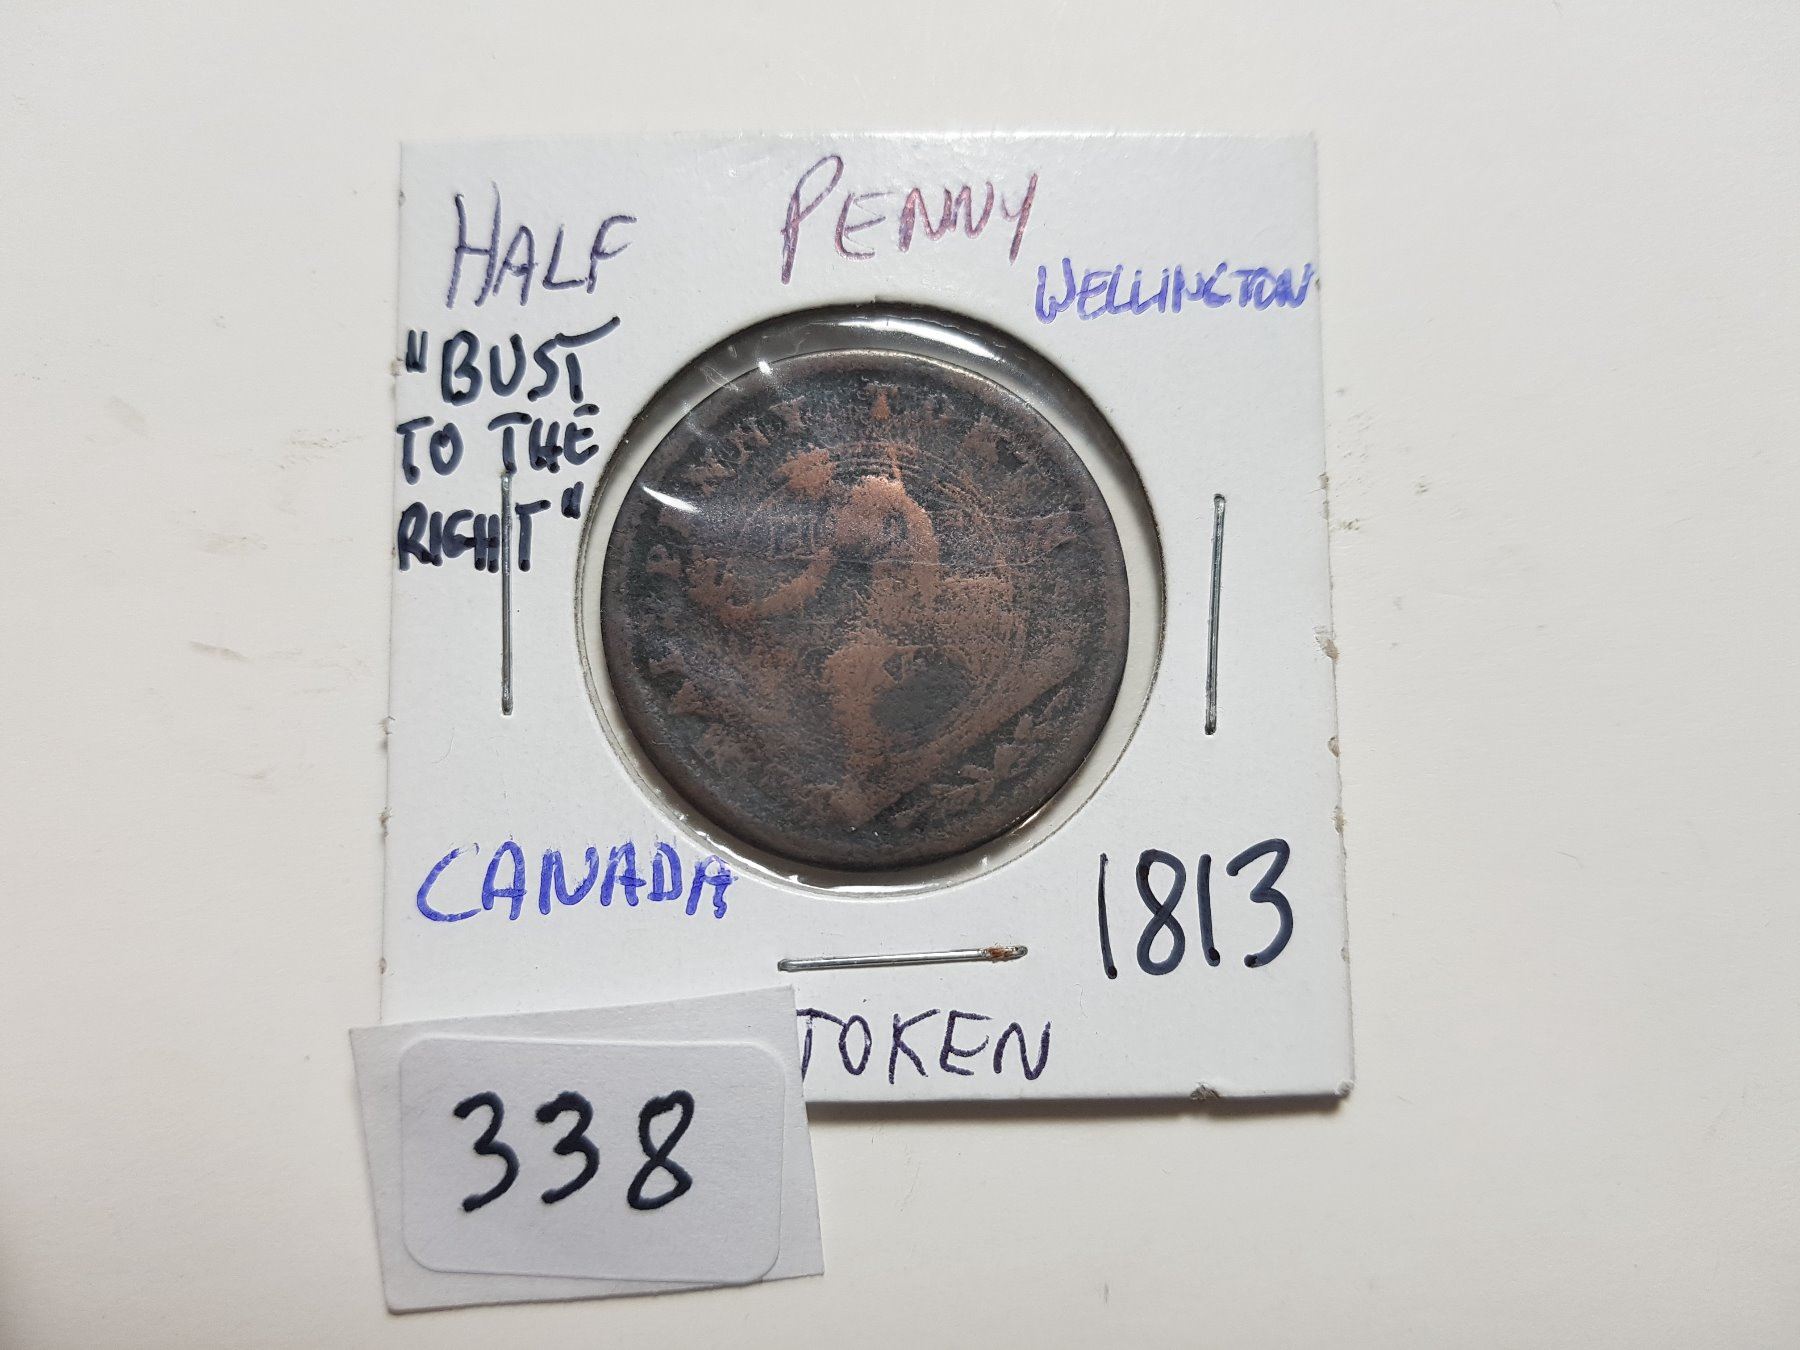 HALF PENNY
WELLINGTON
"BUST
TO THE
RIGHT"
CANADA
1813
TOKEN
338